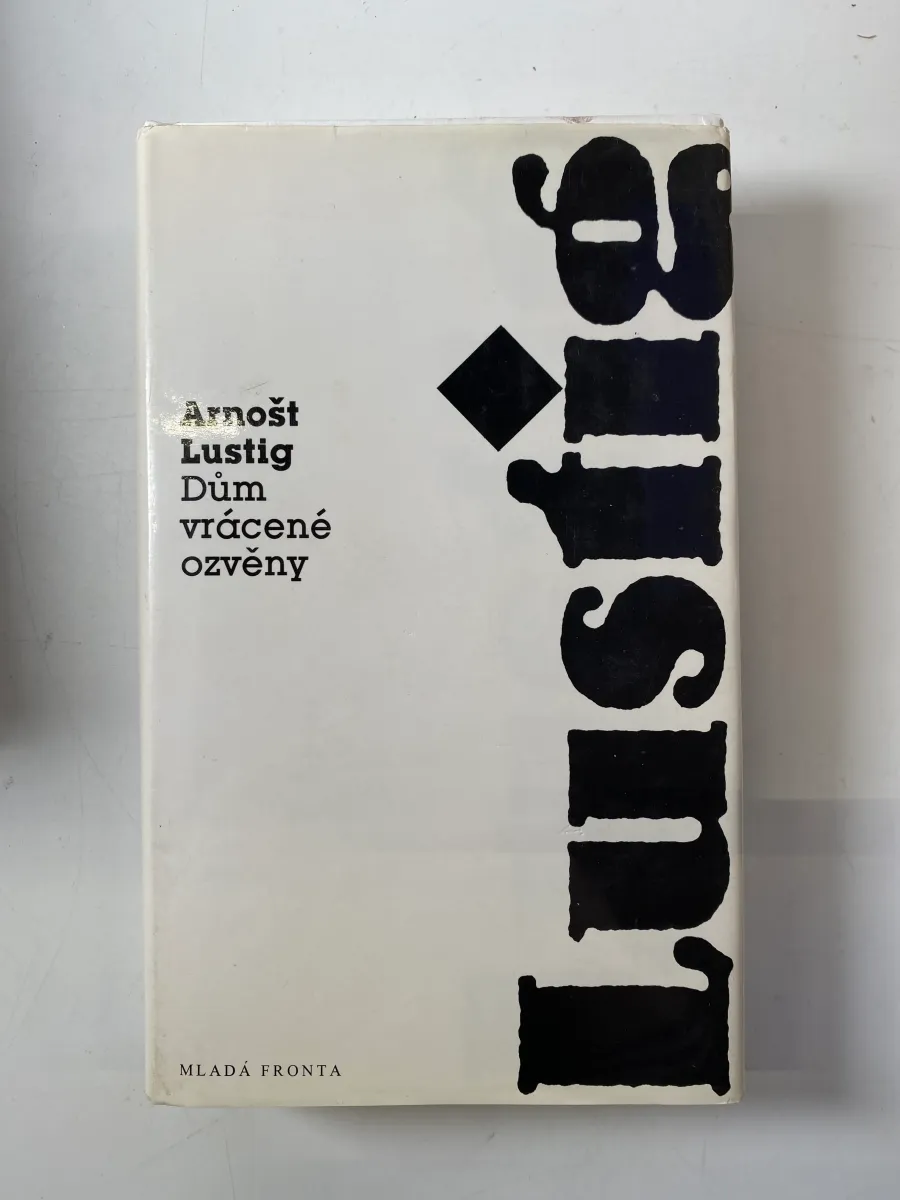 Arnošt
Lustig
Dům
vrácené
ozvěny
Lustig
MLADÁ FRONTA